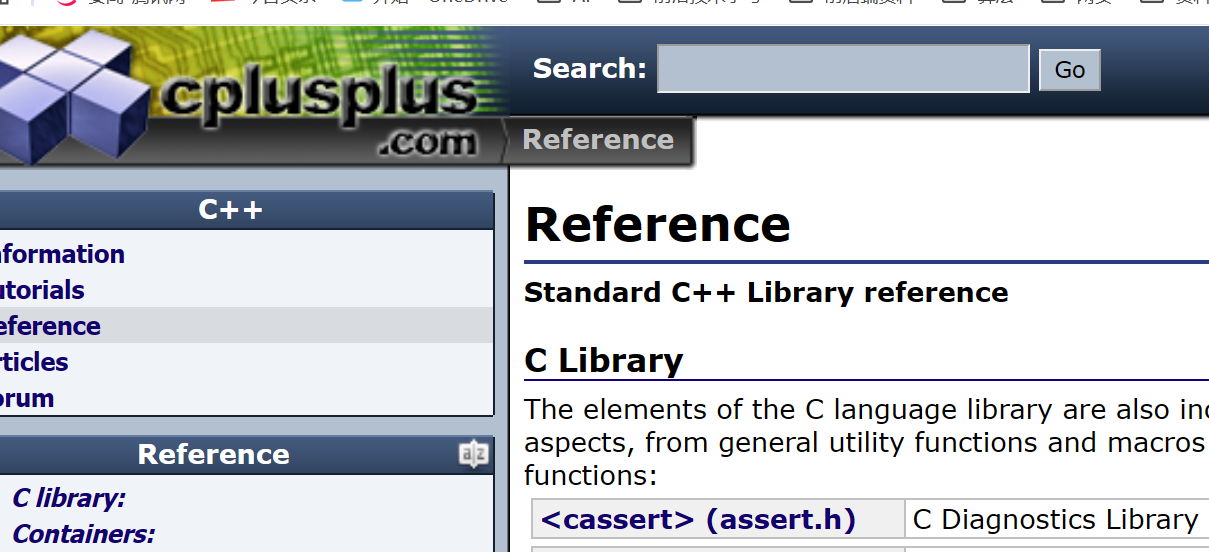 cplusplus
.com
Search:
Go
Reference
C++
nformation
utorials
eference
rticles
orum
Reference
C library:
Containers:
Reference
Standard C++ Library reference
C Library
The elements of the C language library are also inc
aspects, from general utility functions and macros
functions:
<cassert> (assert.h)
C Diagnostics Library